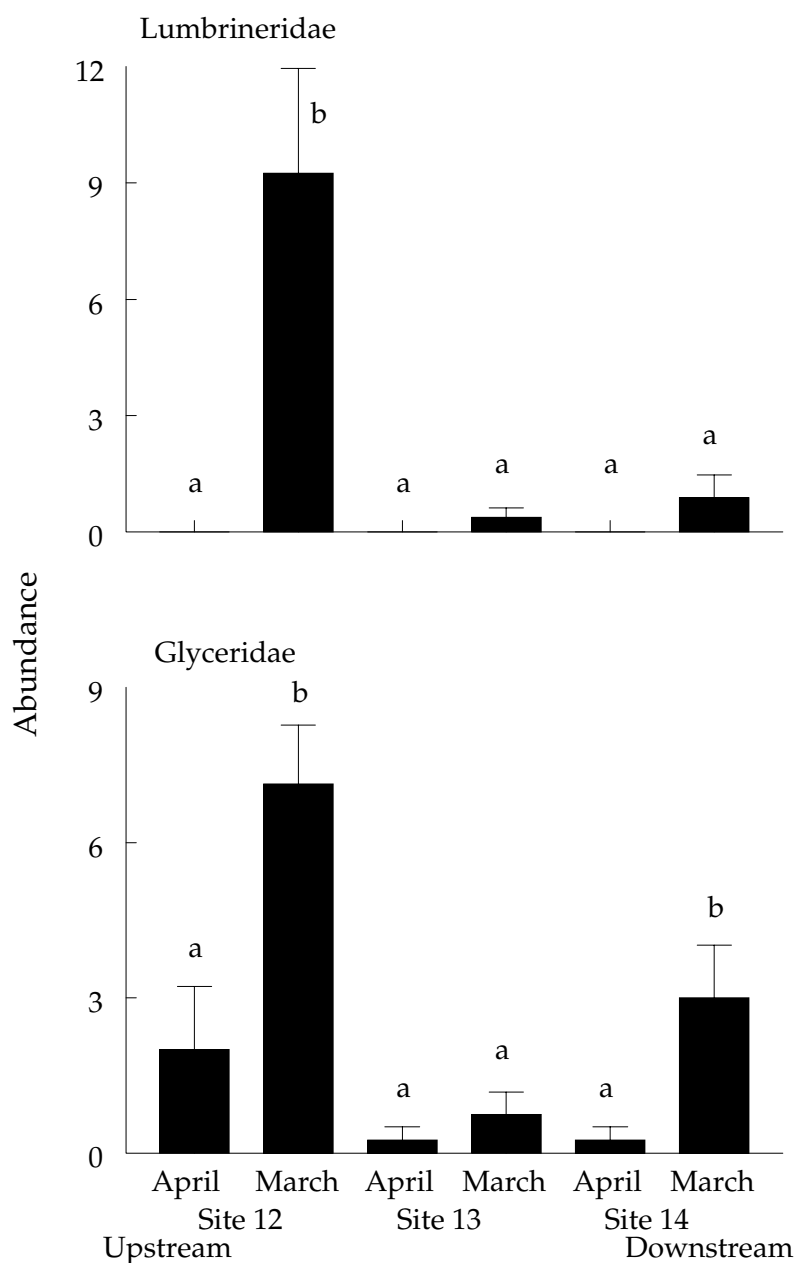 Lumbrineridae
12
b
9
6
3
a a a a a
0
Abundance
Glyceridae
9
b
6
b
a
3
a
a a
0
April March April March April March
Site 12 Site 13 Site 14
Upstream Downstream